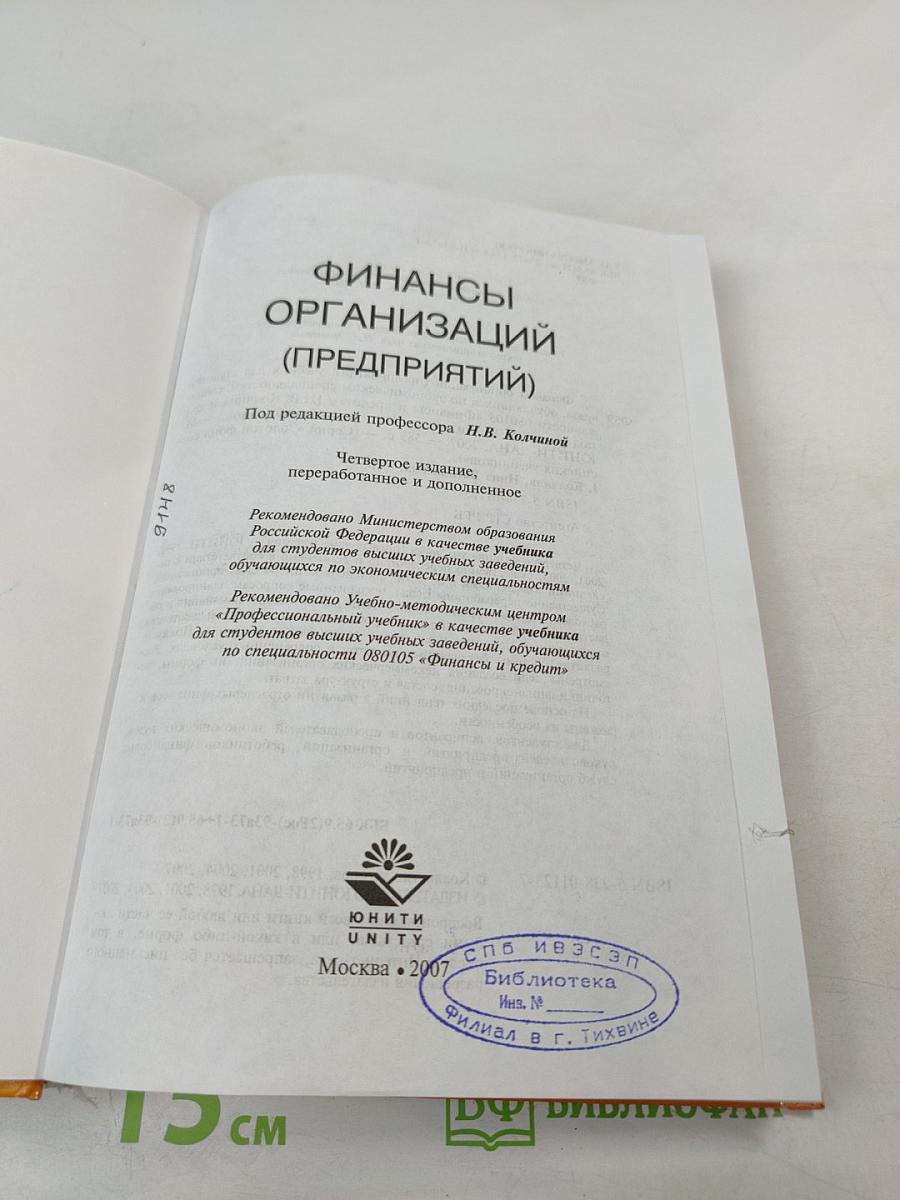 ФИНАНСЫ
ОРГАНИЗАЦИЙ
(ПРЕДПРИЯТИЙ)
Под редакцией профессора Н.В. Колчиной
Четвертое издание,
переработанное и дополненное
9148
Рекомендовано Министерством образования
Российской Федерации в качестве учебника
для студентов высших учебных заведений,
обучающихся по экономическим специальностям
Рекомендовано Учебно-методическим центром
«Профессиональный учебник» в качестве учебника
для студентов высших учебных заведений, обучающихся
по специальности 080105 «Финансы и кредит»
ЮНИТИ
UNITY
Москва • 2007
СПб ИВЭСЭП
Библиотека
Инв. №
Филиал в г. Тихвине
15 см
БФ БИБЛИОФАН